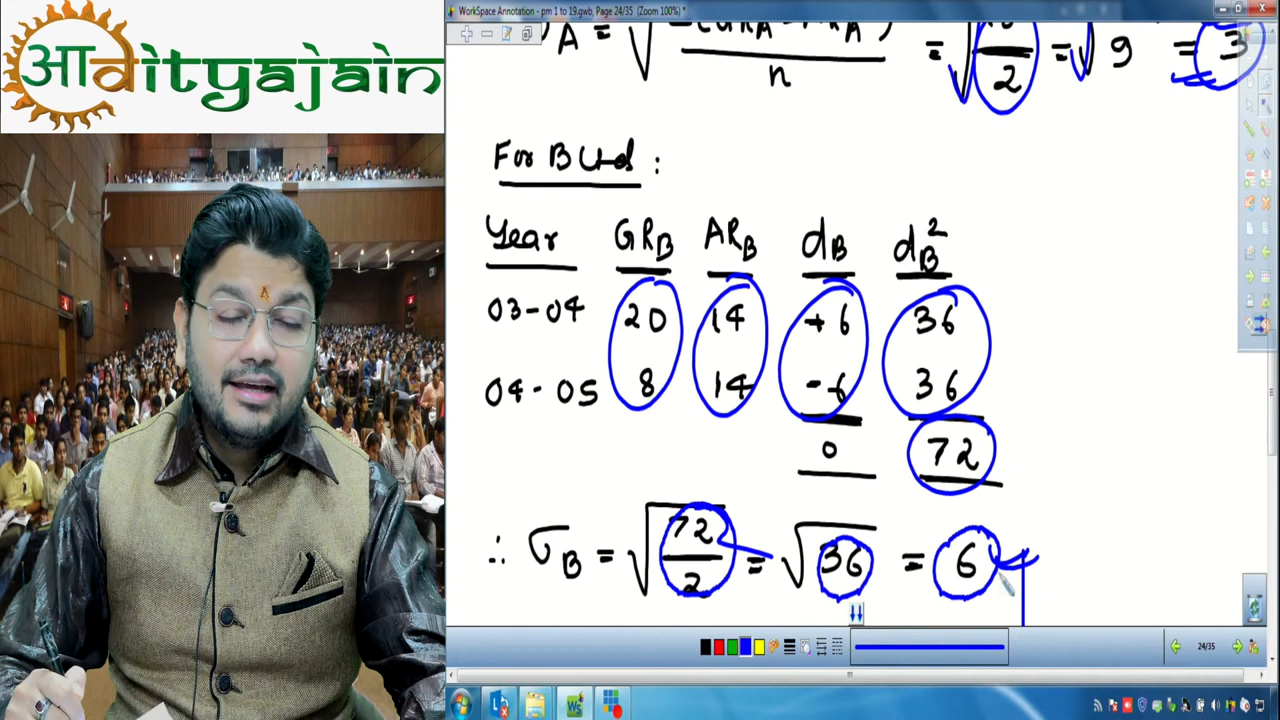 आdityajain
WorkSpace Annotation - pm 1 to 19.gwb, Page 24/35 (Zoom 100%) *
A = √ n = √ 2 = √9 = 3
For B Ltd :
Year GRB ARB dB dB²
03-04 20 14 +6 36
04-05 8 14 -6 36
0 72
∴ σB = √72/2 = √36 = 6
24/35